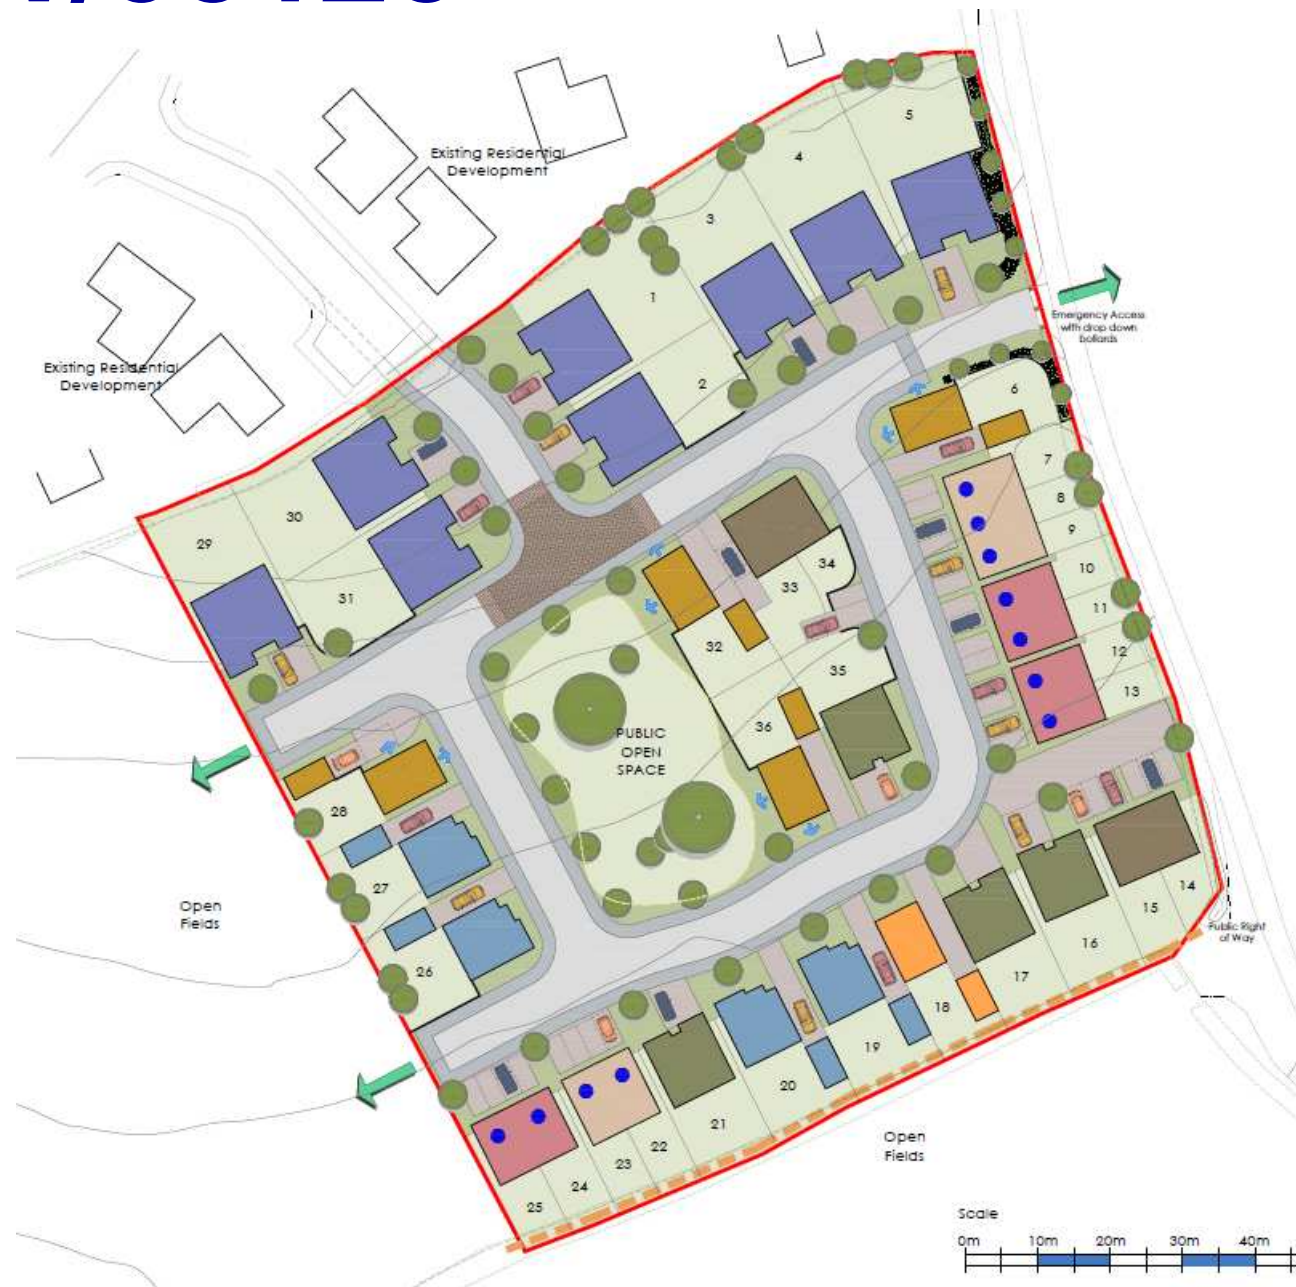 5
4
3
1
2
Existing Residential
Development
Existing Residential
Development
Emergency Access
with drop down
bollards
6
7
8
9
10
11
12
13
30
29
31
34
33
32
35
36
PUBLIC
OPEN
SPACE
28
27
26
Open
Fields
14
15
16
17
18
19
20
21
22
23
24
25
Public Right
of Way
Open
Fields
Scale
0m 10m 20m 30m 40m